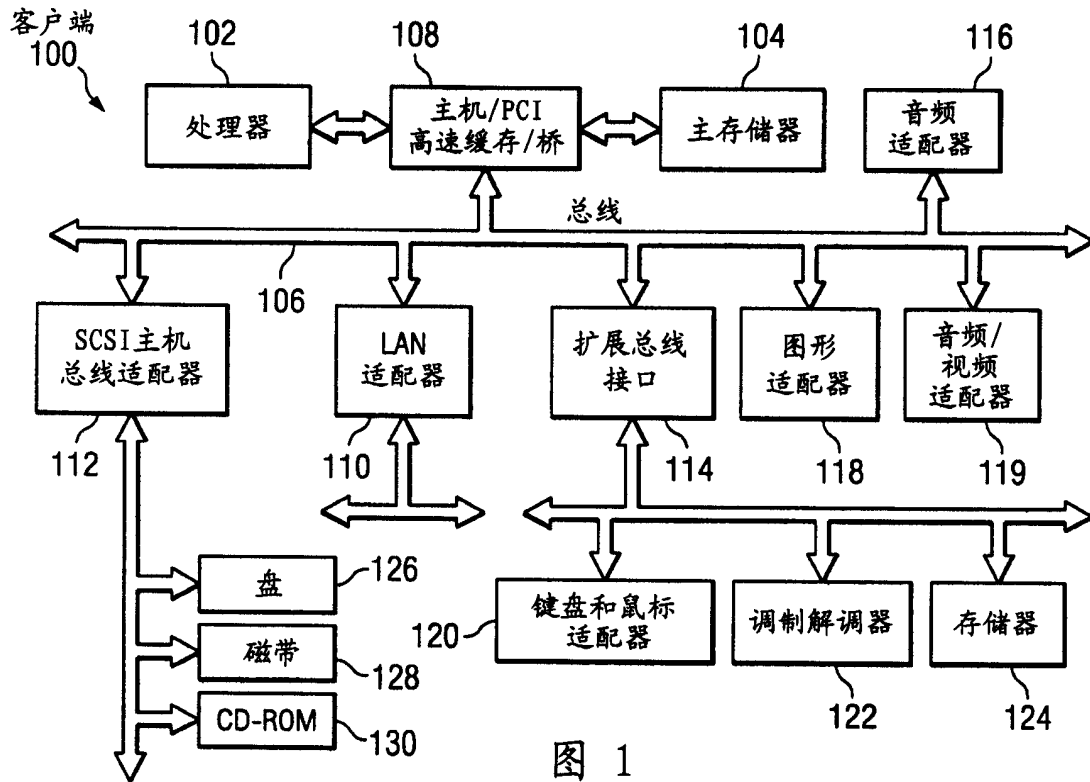 客户端
100
102
108
104
116
处理器
主机/PCI
高速缓存/桥
主存储器
音频
适配器
总线
106
SCSI主机
总线适配器
LAN
适配器
扩展总线
接口
图形
适配器
音频/
视频
适配器
112
110
114
118
119
盘
126
磁带
128
CD-ROM
130
120
键盘和鼠标
适配器
调制解调器
存储器
122
124
图 1